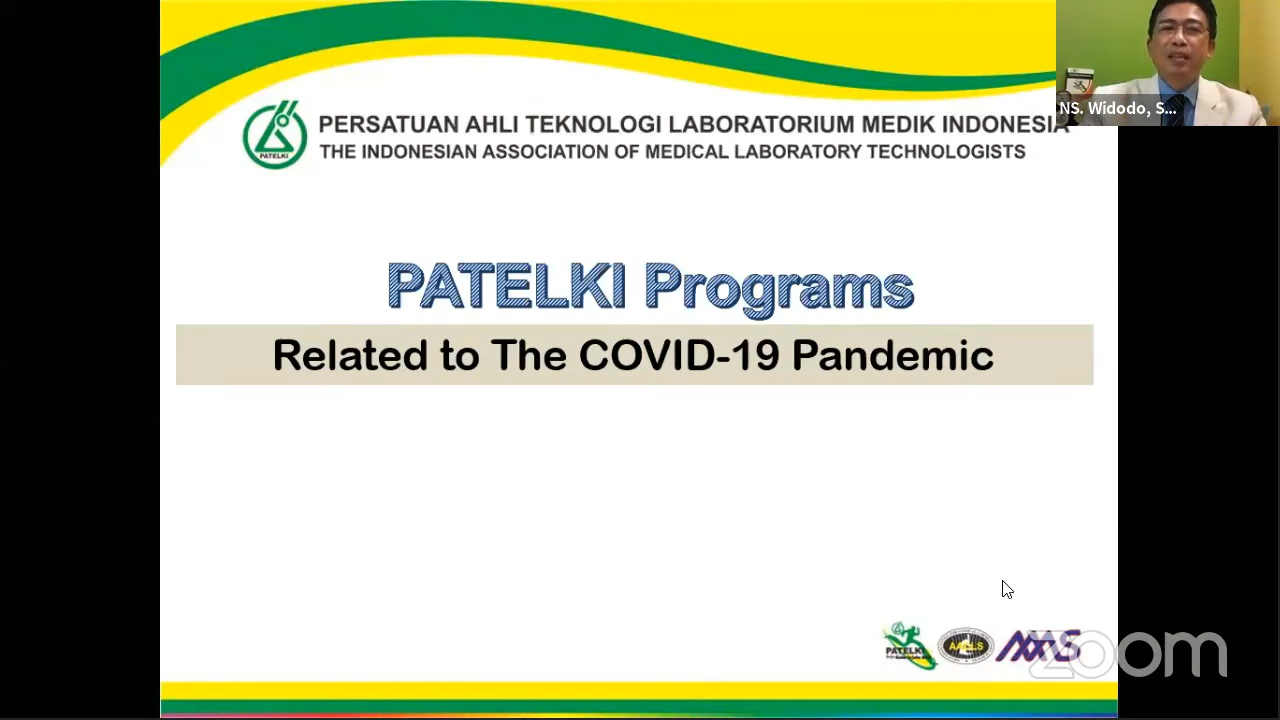 NS. Widodo, S...
PERSATUAN AHLI TEKNOLOGI LABORATORIUM MEDIK INDONESIA
THE INDONESIAN ASSOCIATION OF MEDICAL LABORATORY TECHNOLOGISTS
PATELKI
PATELKI Programs
Related to The COVID-19 Pandemic
PATELKI
zoom